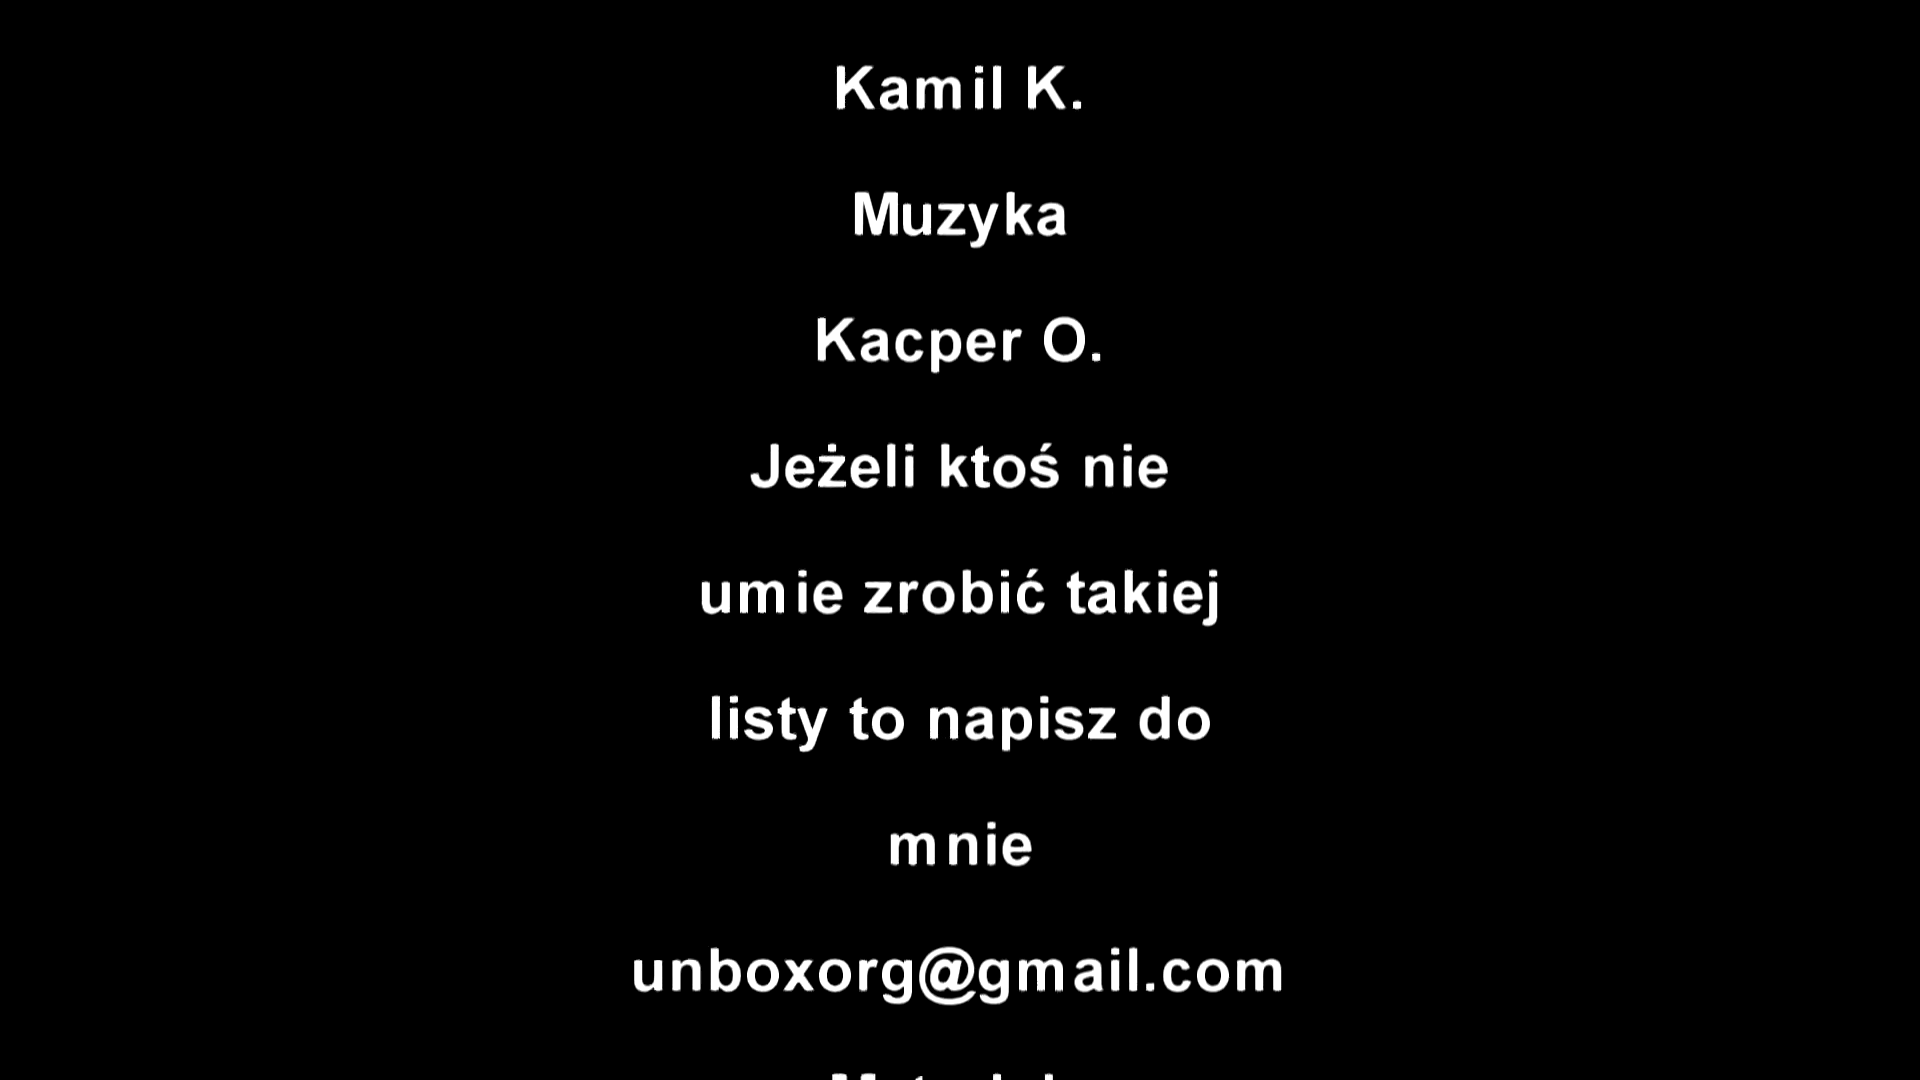 Kamil K.
Muzyka
Kacper O.
Jeżeli ktoś nie
umie zrobić takiej
listy to napisz do
mnie
unboxorg@gmail.com